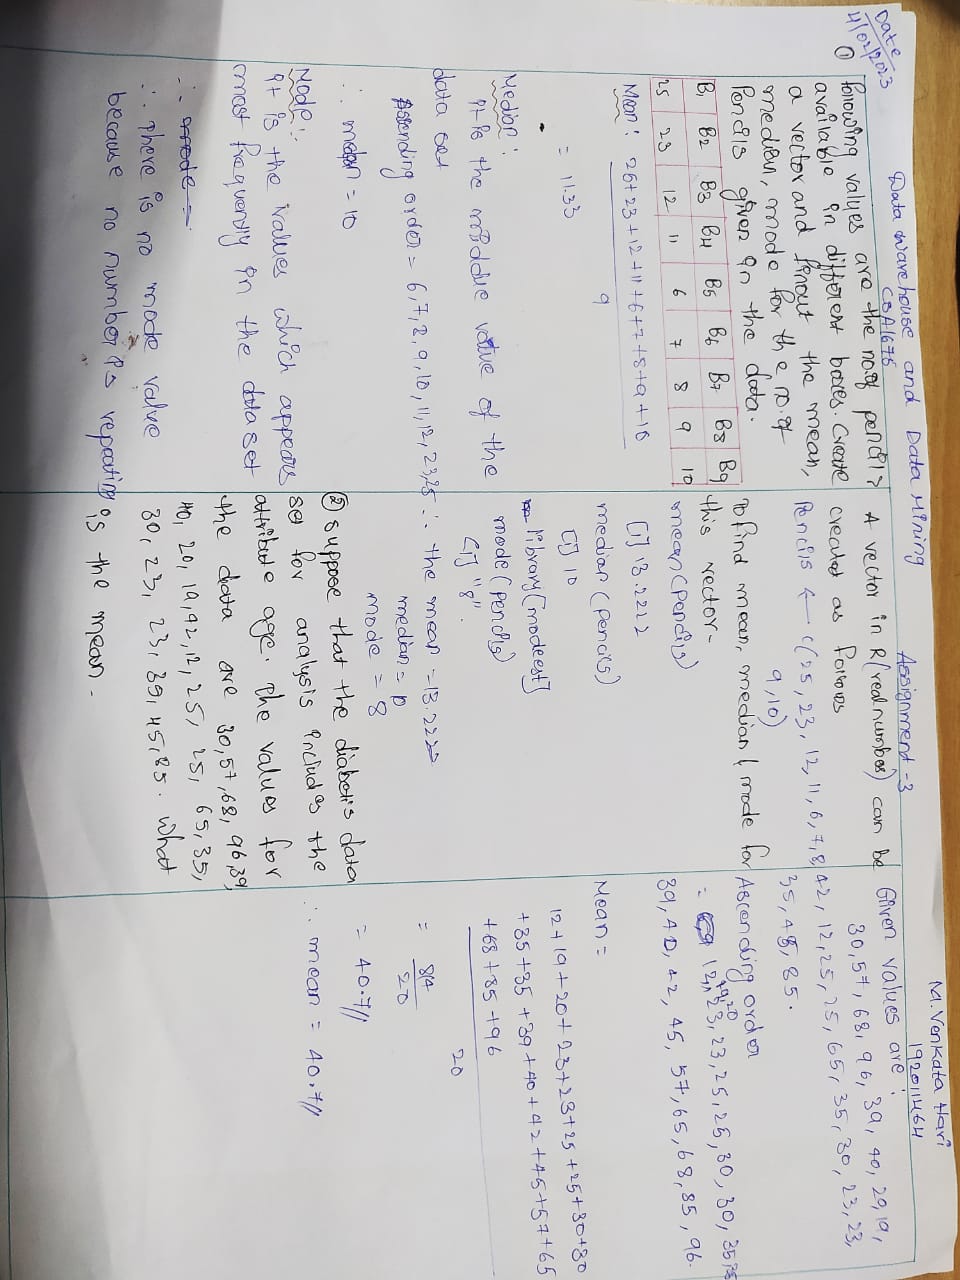 Date:-
4/02/2023
Data warehouse and Data Mining
CSA1675
Assignment-3
M. Venkata Hari
192011464
① following values are the no.of pencils
available in different boxes. Create
a vector and findout the mean,
median, mode for the no.of
Pencils given in the data.
B1 B2 B3 B4 B5 B6 B7 B8 B9
25 23 12 11 6 7 8 9 10
Mean: 25+23+12+11+6+7+8+9+10
9
= 11.33
Median:
It is the middue value of the
data set
Assending order = 6,7,8,9,10,11,12,23,25
∴ median = 10
Mode:
It is the values which appears
most frequently in the data set
∴ mode =
∴ There is no mode value
because no number is repeating
A vector in R (real number) can be
created as follows
Pencils ← c(25, 23, 12, 11, 6, 7, 8,
9, 10)
To find mean, median & mode for
this vector-
mean(Pencils)
[1] 13.2222
median(pencils)
[1] 10
library[modeest]
mode(pencils)
[1] "8".
∴ the mean = 13.222
median = 10
mode = 8
② suppose that the diabetis data
set for analysis includes the
attribute age. The values for
the data are 30,57,68,96,39,
40, 20, 19, 42, 12, 25, 25, 65, 35,
30, 23, 23, 39, 45, 85. What
is the mean.
Given values are:
30, 57, 68, 96, 39, 40, 20, 19,
42, 12, 25, 25, 65, 35, 30, 23, 23,
35, 45, 85.
Ascending order
= 12, 19, 20, 23, 23, 25, 25, 30, 30, 35, 35
39, 40, 42, 45, 57, 65, 68, 85, 96.
Mean =
12+19+20+23+23+25+25+30+30
+35+35+39+40+42+45+57+65
+68+85+96
20
= 814
20
= 40.7//
∴ mean = 40.7//